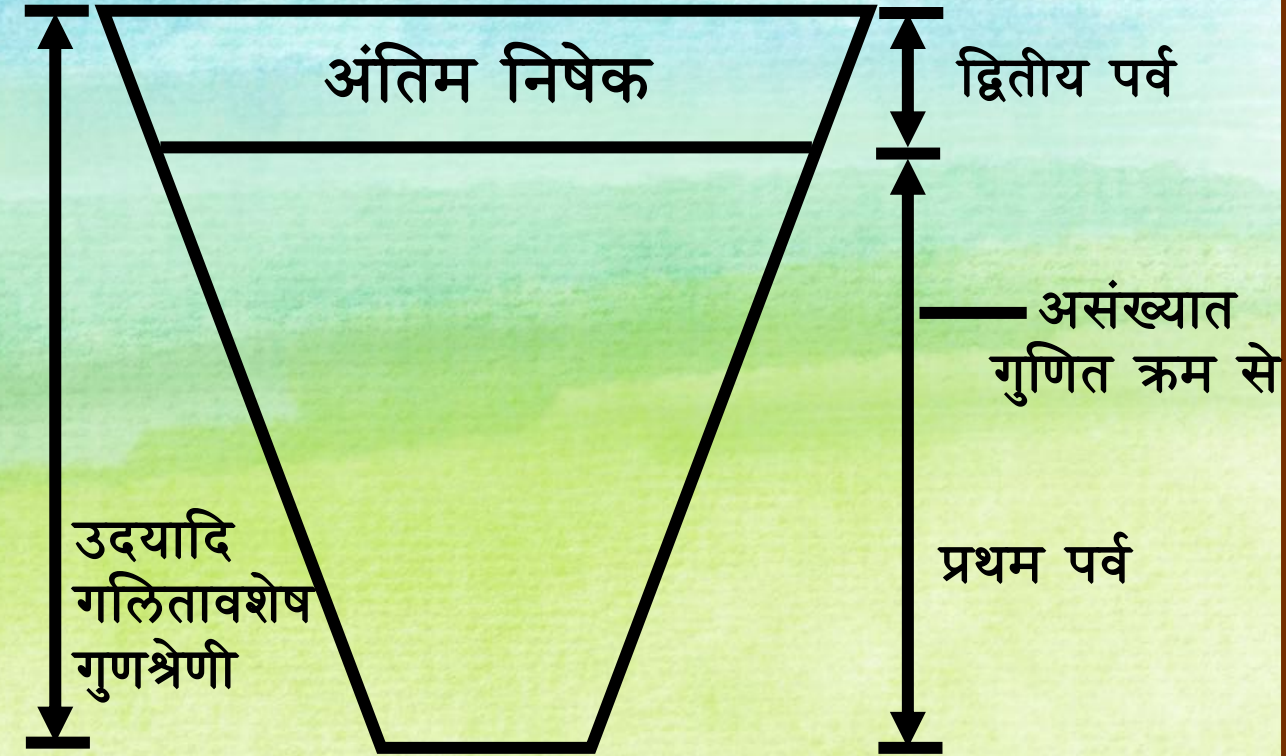 अंतिम निषेक
द्वितीय पर्व
असंख्यात
गुणित क्रम से
उदयादि
गलितावशेष
गुणश्रेणी
प्रथम पर्व